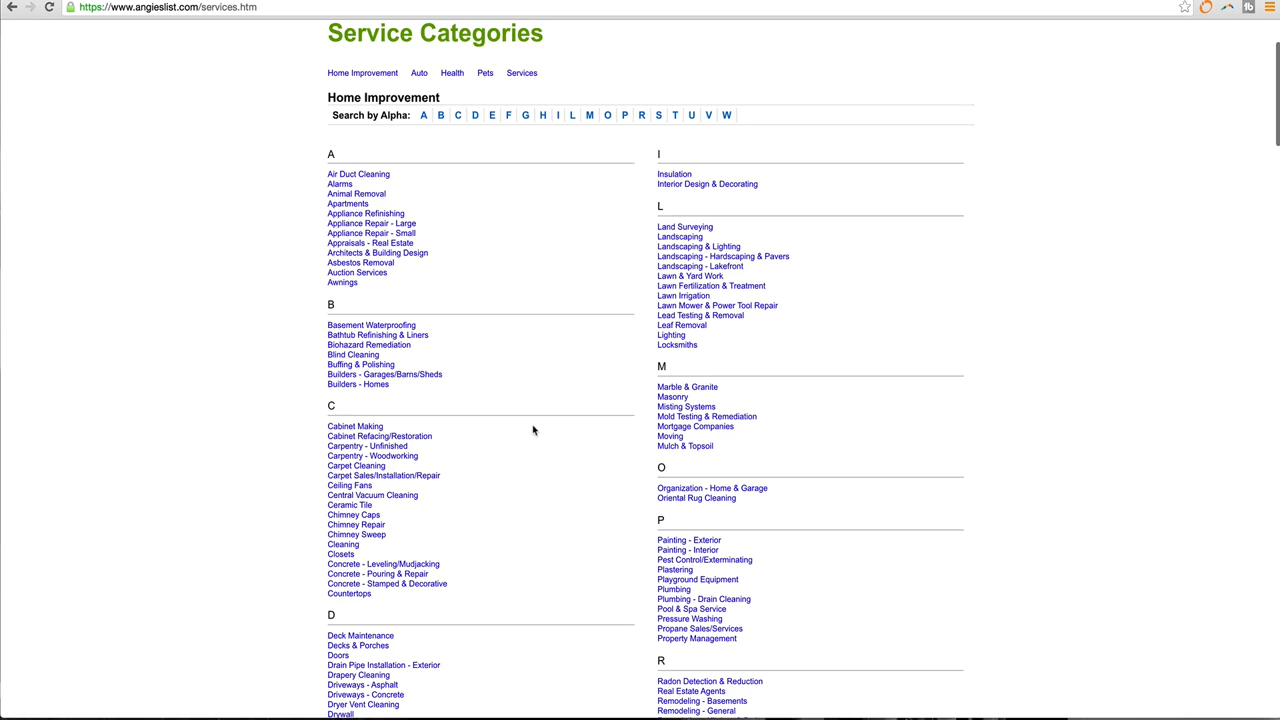 https://www.angieslist.com/services.htm
Service Categories
Home Improvement Auto Health Pets Services
Home Improvement
Search by Alpha: A B C D E F G H I L M O P R S T U V W
A
Air Duct Cleaning
Alarms
Animal Removal
Apartments
Appliance Refinishing
Appliance Repair - Large
Appliance Repair - Small
Appraisals - Real Estate
Architects & Building Design
Asbestos Removal
Auction Services
Awnings
B
Basement Waterproofing
Bathtub Refinishing & Liners
Biohazard Remediation
Blind Cleaning
Buffing & Polishing
Builders - Garages/Barns/Sheds
Builders - Homes
C
Cabinet Making
Cabinet Refacing/Restoration
Carpentry - Unfinished
Carpentry - Woodworking
Carpet Cleaning
Carpet Sales/Installation/Repair
Ceiling Fans
Central Vacuum Cleaning
Ceramic Tile
Chimney Caps
Chimney Repair
Chimney Sweep
Cleaning
Closets
Concrete - Leveling/Mudjacking
Concrete - Pouring & Repair
Concrete - Stamped & Decorative
Countertops
D
Deck Maintenance
Decks & Porches
Doors
Drain Pipe Installation - Exterior
Drapery Cleaning
Driveways - Asphalt
Driveways - Concrete
Dryer Vent Cleaning
Drywall
I
Insulation
Interior Design & Decorating
L
Land Surveying
Landscaping
Landscaping & Lighting
Landscaping - Hardscaping & Pavers
Landscaping - Lakefront
Lawn & Yard Work
Lawn Fertilization & Treatment
Lawn Irrigation
Lawn Mower & Power Tool Repair
Lead Testing & Removal
Leaf Removal
Lighting
Locksmiths
M
Marble & Granite
Masonry
Misting Systems
Mold Testing & Remediation
Mortgage Companies
Moving
Mulch & Topsoil
O
Organization - Home & Garage
Oriental Rug Cleaning
P
Painting - Exterior
Painting - Interior
Pest Control/Exterminating
Plastering
Playground Equipment
Plumbing
Plumbing - Drain Cleaning
Pool & Spa Service
Pressure Washing
Propane Sales/Services
Property Management
R
Radon Detection & Reduction
Real Estate Agents
Remodeling - Basements
Remodeling - General